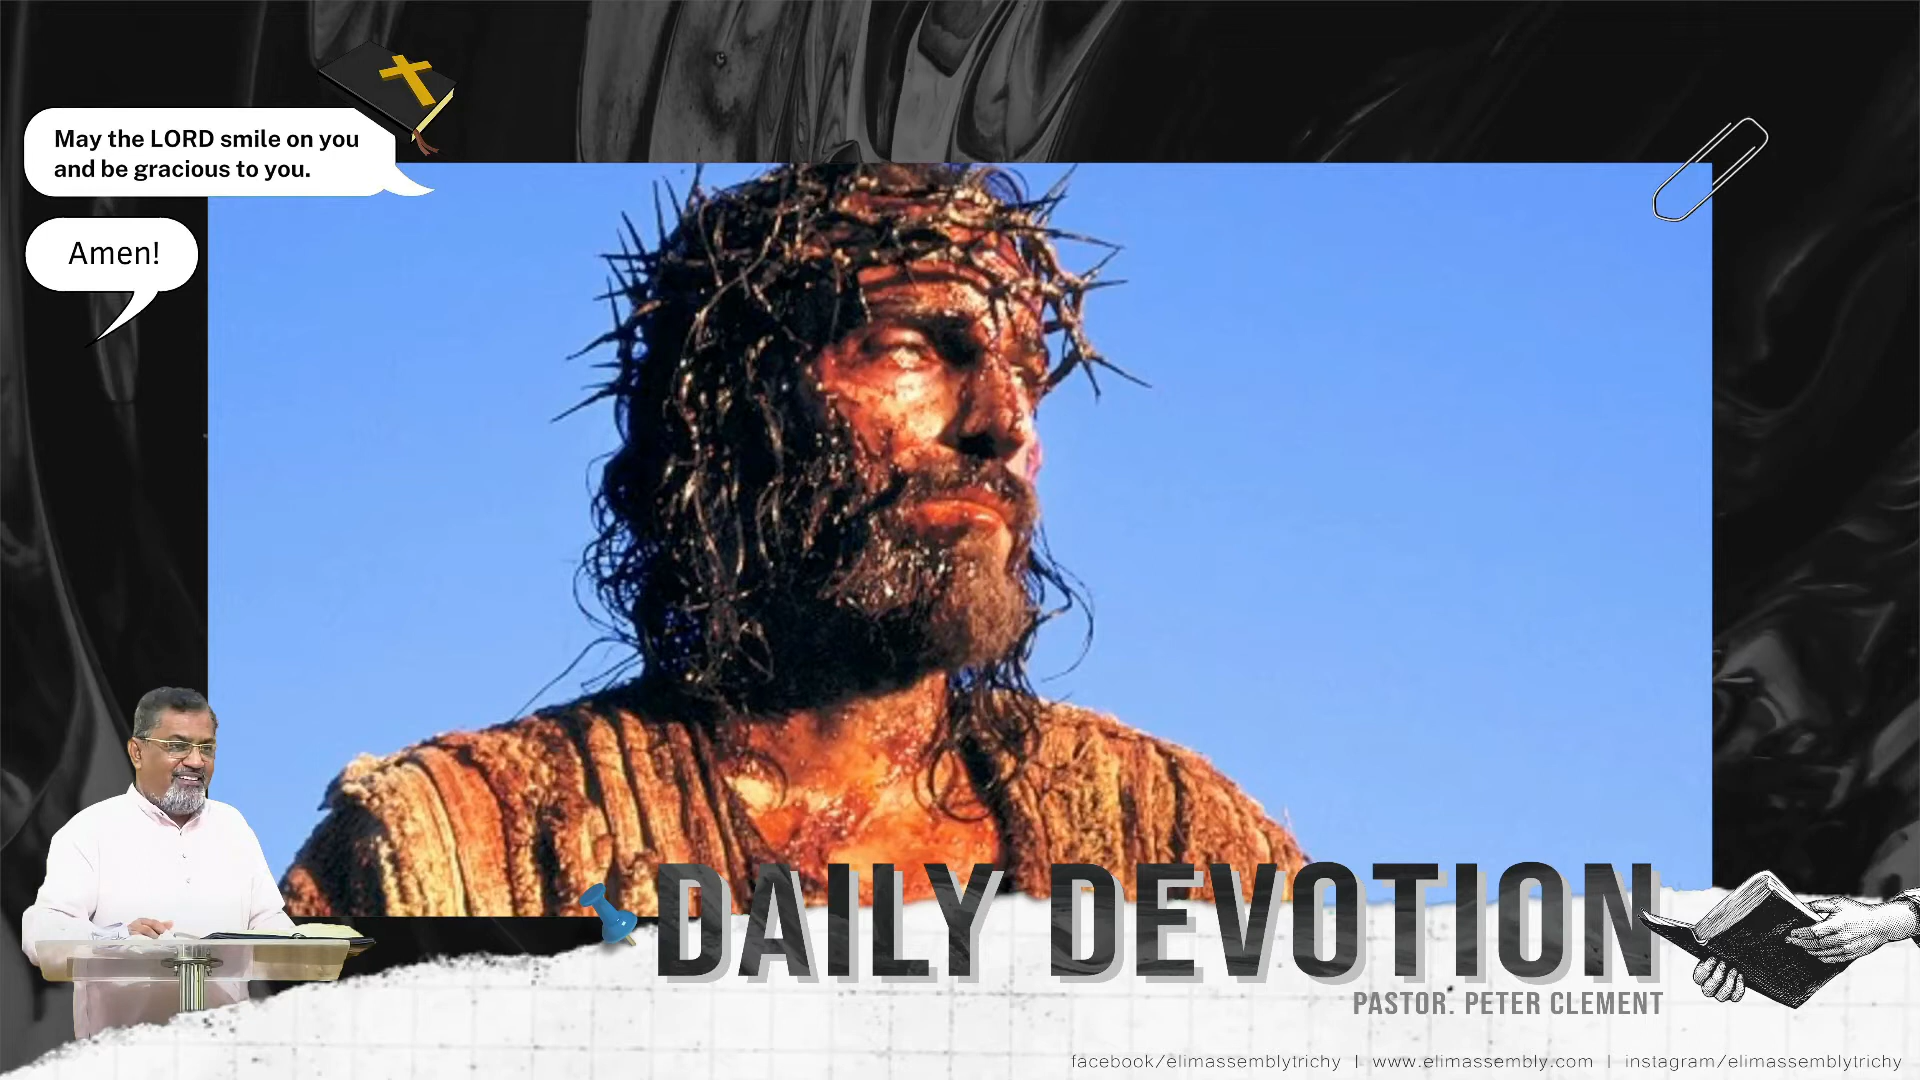 May the LORD smile on you
and be gracious to you.
Amen!
DAILY DEVOTION
PASTOR. PETER CLEMENT
facebook/elimassemblytrichy | www.elimassembly.com | instagram/elimassemblytrichy